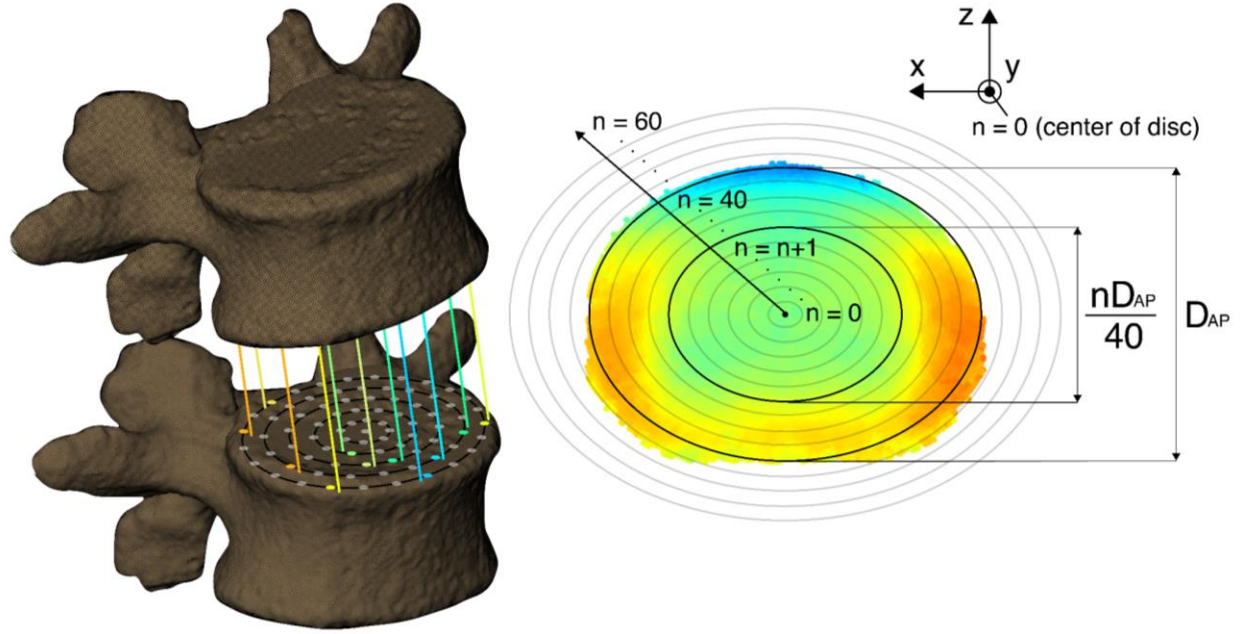 z
x
y
n = 0 (center of disc)
n = 60
n = 40
n = n+1
n = 0
nDAP
40
DAP